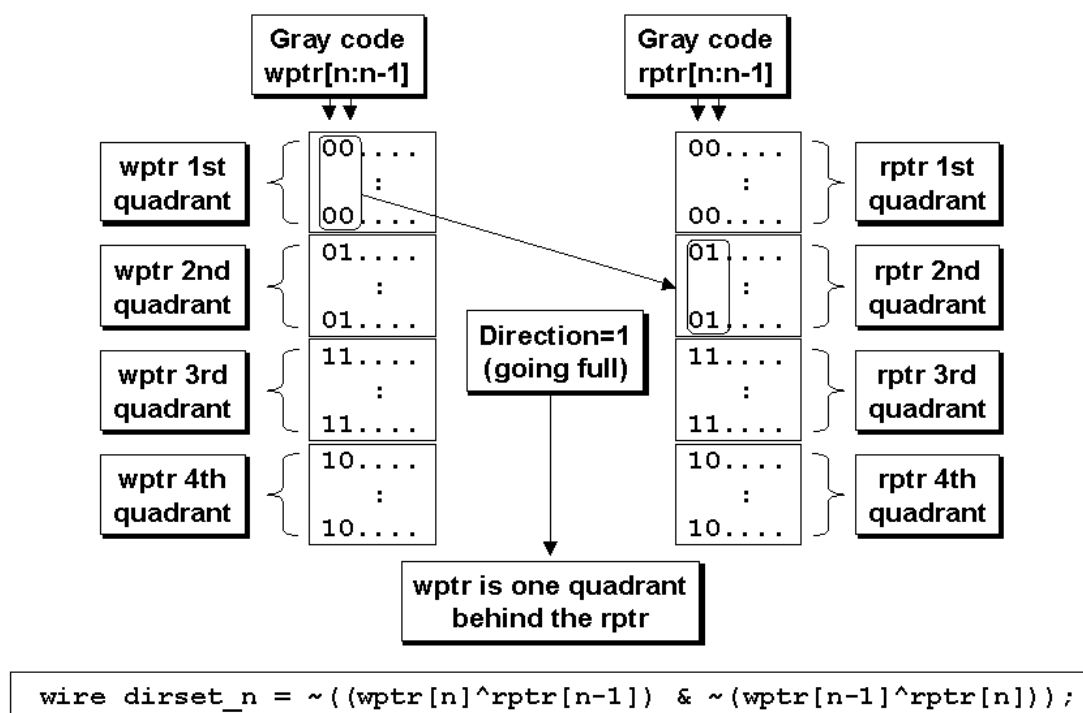 Gray code
wptr[n:n-1]
Gray code
rptr[n:n-1]
wptr 1st
quadrant
00....
:
00....
00....
:
00....
rptr 1st
quadrant
wptr 2nd
quadrant
01....
:
01....
01....
:
01....
rptr 2nd
quadrant
Direction=1
(going full)
wptr 3rd
quadrant
11....
:
11....
11....
:
11....
rptr 3rd
quadrant
wptr 4th
quadrant
10....
:
10....
10....
:
10....
rptr 4th
quadrant
wptr is one quadrant
behind the rptr
wire dirset_n = ~((wptr[n]^rptr[n-1]) & ~(wptr[n-1]^rptr[n]));